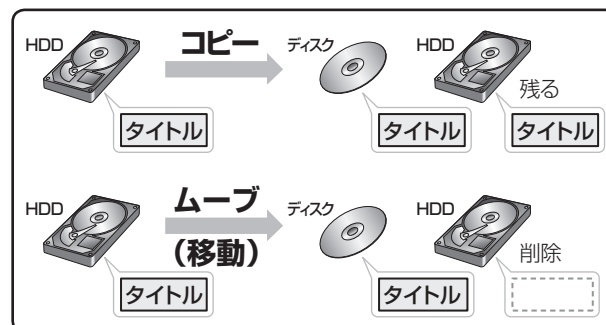 HDD コピー ディスク HDD
残る
タイトル タイトル タイトル
HDD ムーブ ディスク HDD
(移動) 削除
タイトル タイトル